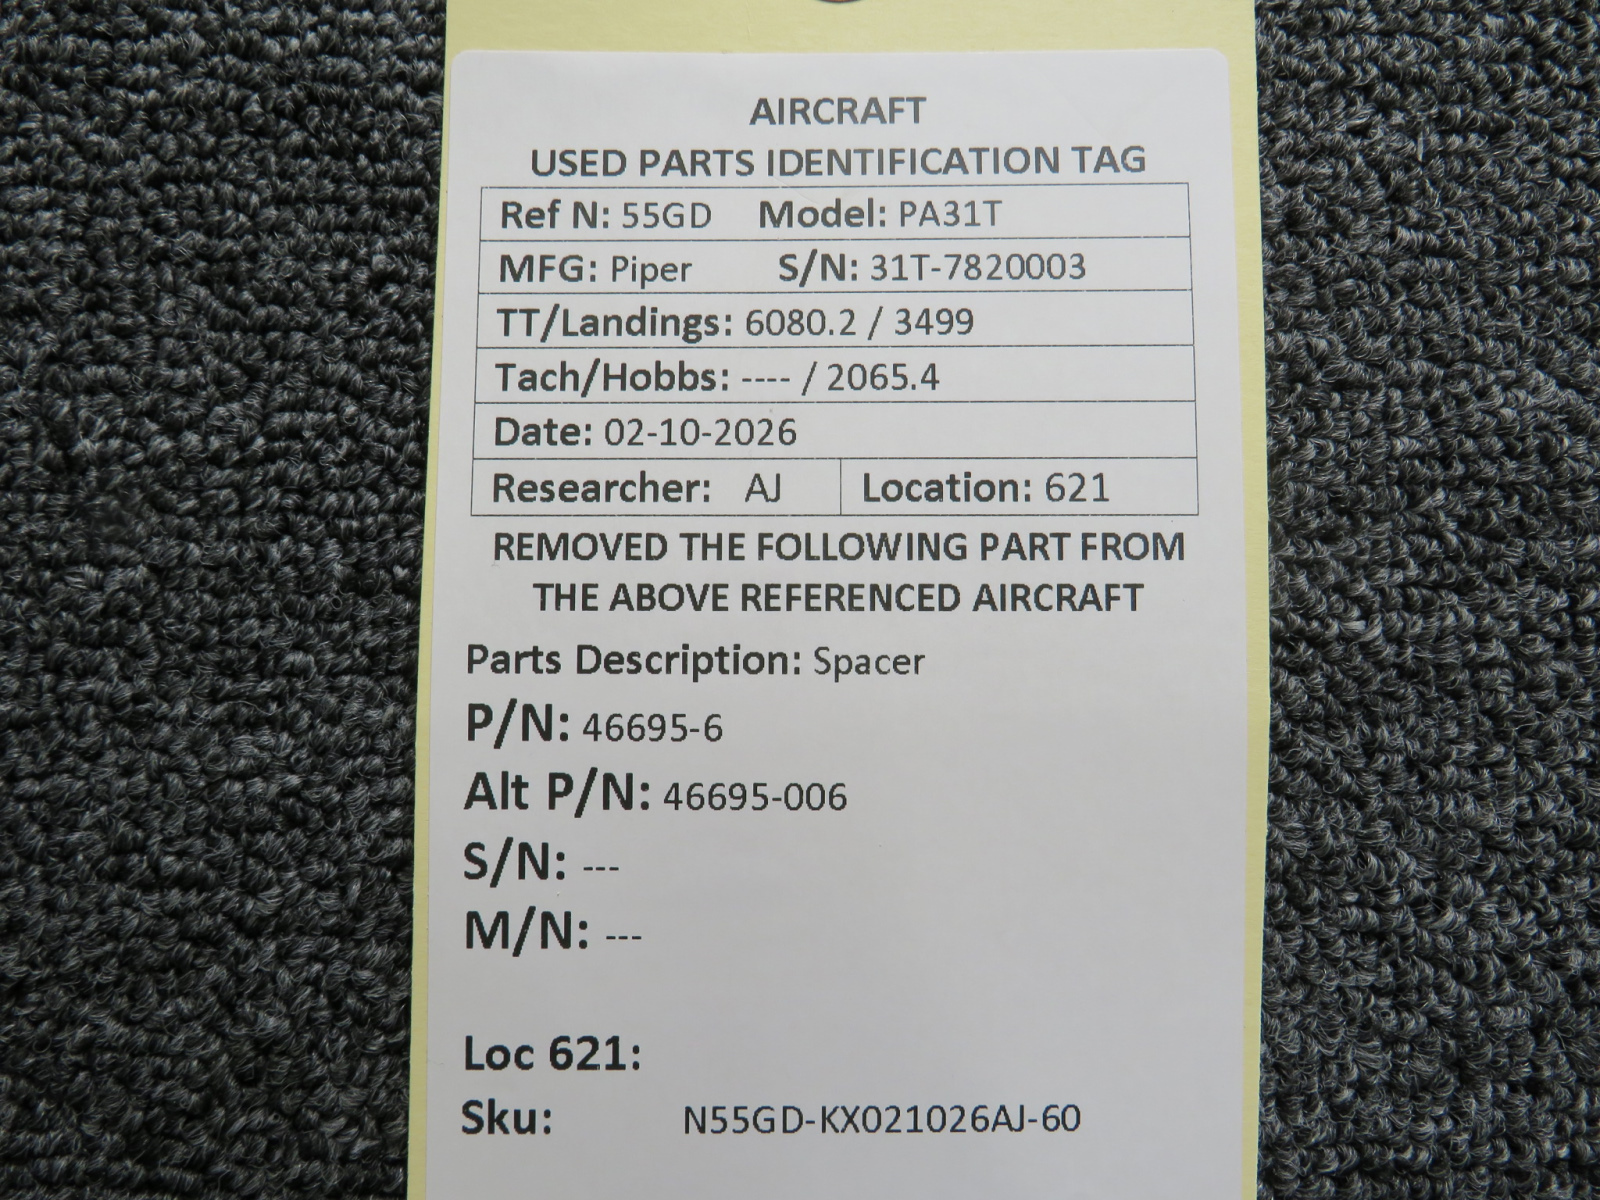 AIRCRAFT
USED PARTS IDENTIFICATION TAG
Ref N: 55GD Model: PA31T
MFG: Piper S/N: 31T-7820003
TT/Landings: 6080.2 / 3499
Tach/Hobbs: ---- / 2065.4
Date: 02-10-2026
Researcher: AJ Location: 621
REMOVED THE FOLLOWING PART FROM
THE ABOVE REFERENCED AIRCRAFT
Parts Description: Spacer
P/N: 46695-6
Alt P/N: 46695-006
S/N: ---
M/N: ---
Loc 621:
Sku: N55GD-KX021026AJ-60